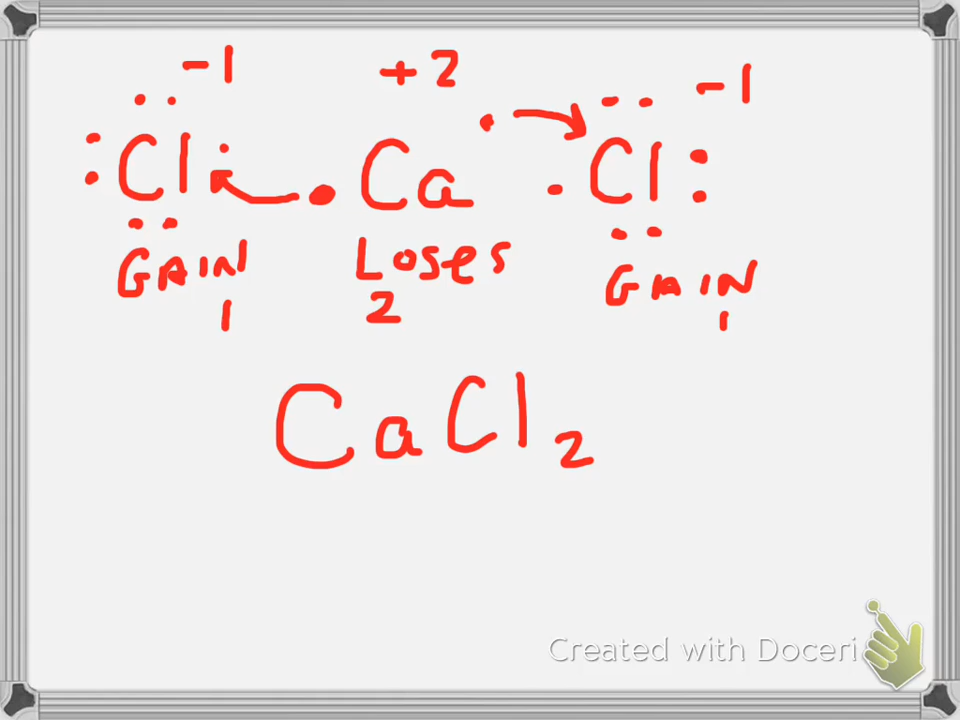 -1 +2 -1
Cl Ca Cl
GAIN LOSES GAIN
1 2 1
CaCl₂
Created with Doceri